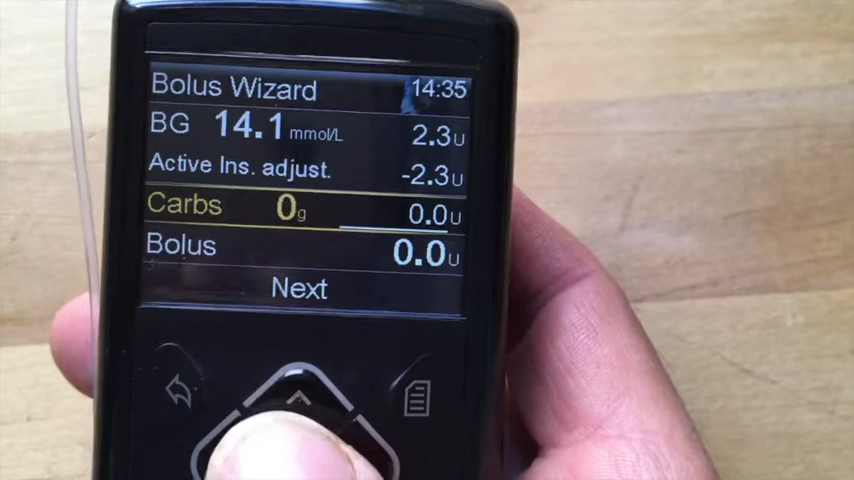 Bolus Wizard 14:35
BG 14.1 mmol/L 2.3U
Active Ins. adjust. -2.3U
Carbs 0g 0.0U
Bolus 0.0U
Next